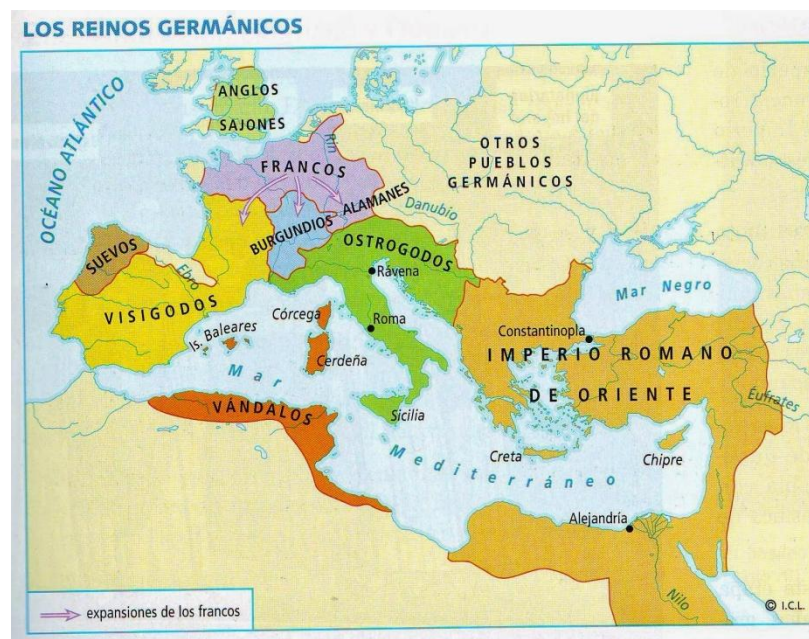 LOS REINOS GERMÁNICOS
OCÉANO ATLÁNTICO
ANGLOS
SAJONES
Rin
FRANCOS
OTROS
PUEBLOS
GERMÁNICOS
ALAMANES
BURGUNDIOS
Danubio
SUEVOS
OSTROGODOS
Ebro
Rávena
Mar Negro
VISIGODOS
Córcega
Roma
Constantinopla
Is. Baleares
IMPERIO ROMANO
Cerdeña
Mar
DE ORIENTE
Éufrates
VÁNDALOS
Sicilia
Creta
Chipre
Mediterráneo
Alejandría
Nilo
expansiones de los francos
© I.C.L.